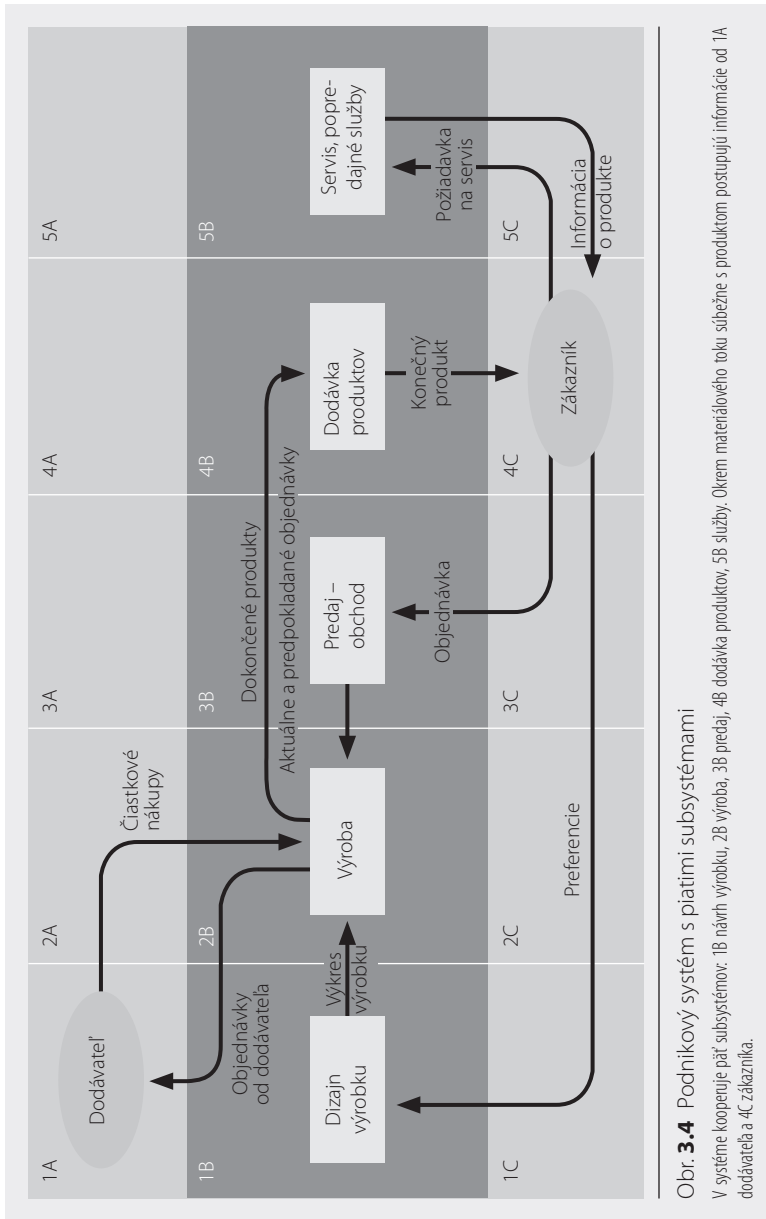 1A
2A
3A
4A
5A
Dodávateľ
Čiastkové
nákupy
1B
2B
3B
4B
5B
Objednávky
od dodávateľa
Dokončené produkty
Aktuálne a predpokladané objednávky
Dizajn
výrobku
Výkres
výrobku
Výroba
Predaj –
obchod
Dodávka
produktov
Servis, popre-
dajné služby
Objednávka
Konečný
produkt
Požiadavka
na servis
1C
2C
3C
4C
5C
Preferencie
Zákazník
Informácia
o produkte
Obr. 3.4 Podnikový systém s piatimi subsystémami
V systéme kooperuje päť subsystémov: 1B návrh výrobku, 2B výroba, 3B predaj, 4B dodávka produktov, 5B služby. Okrem materiálového toku súbežne s produktom postupujú informácie od 1A
dodávateľa a 4C zákazníka.